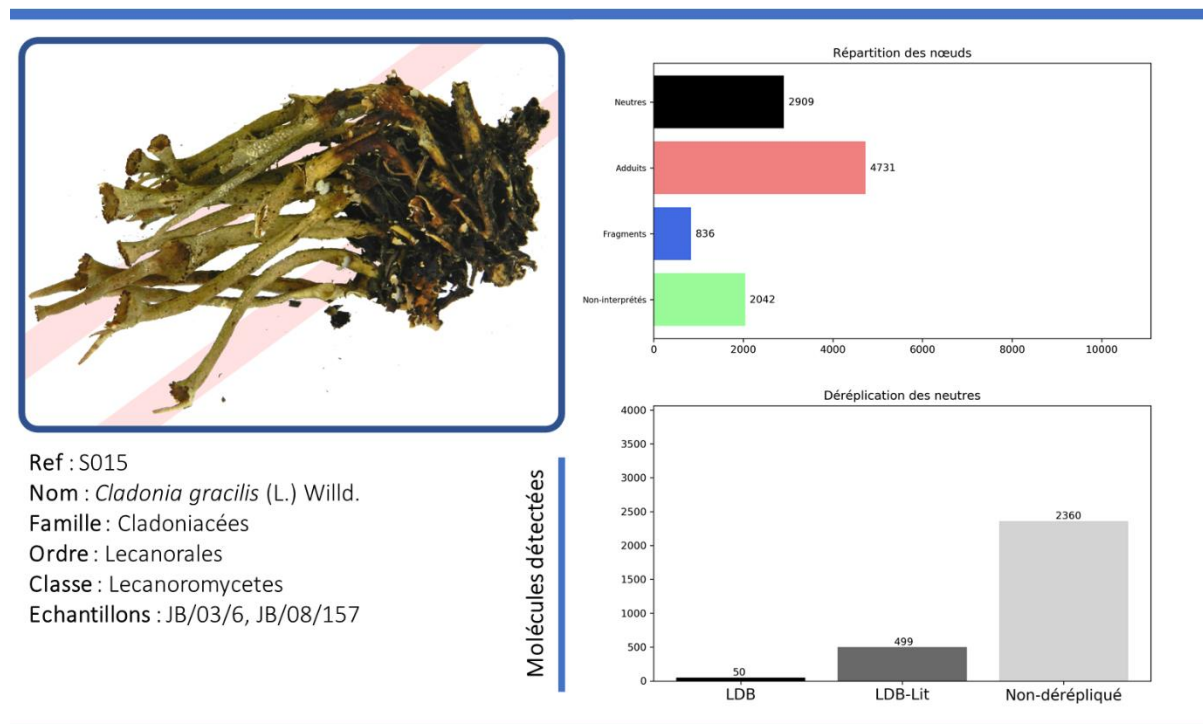 Répartition des nœuds
Neutres
2909
Adduits
4731
Fragments
836
Non-interprétés
2042
0 2000 4000 6000 8000 10000
Ref : S015
Nom : Cladonia gracilis (L.) Willd.
Famille : Cladoniacées
Ordre : Lecanorales
Classe : Lecanoromycetes
Echantillons : JB/03/6, JB/08/157
Molécules détectées
Déréplication des neutres
4000
3500
3000
2500
2000
1500
1000
500
0
50
499
2360
LDB LDB-Lit Non-dérépliqué